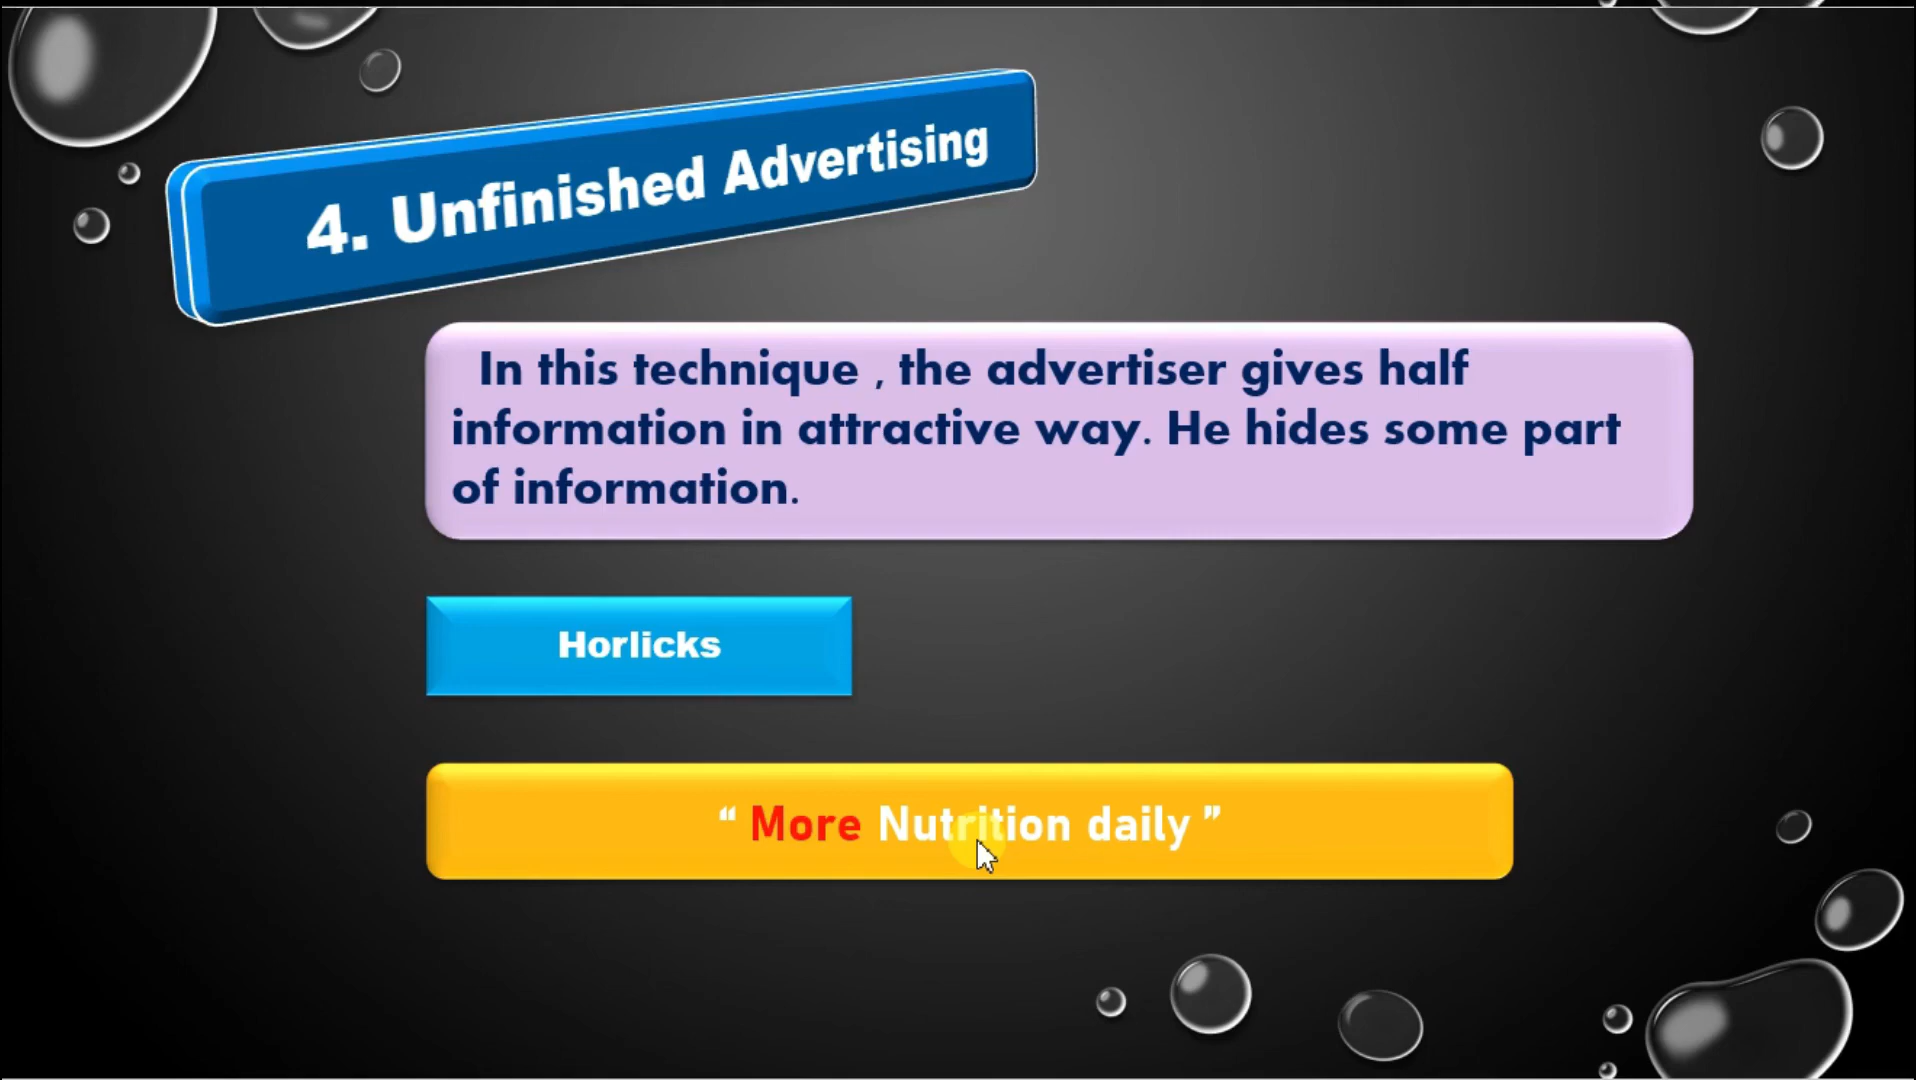 4. Unfinished Advertising
In this technique , the advertiser gives half
information in attractive way. He hides some part
of information.
Horlicks
“ More Nutrition daily ”